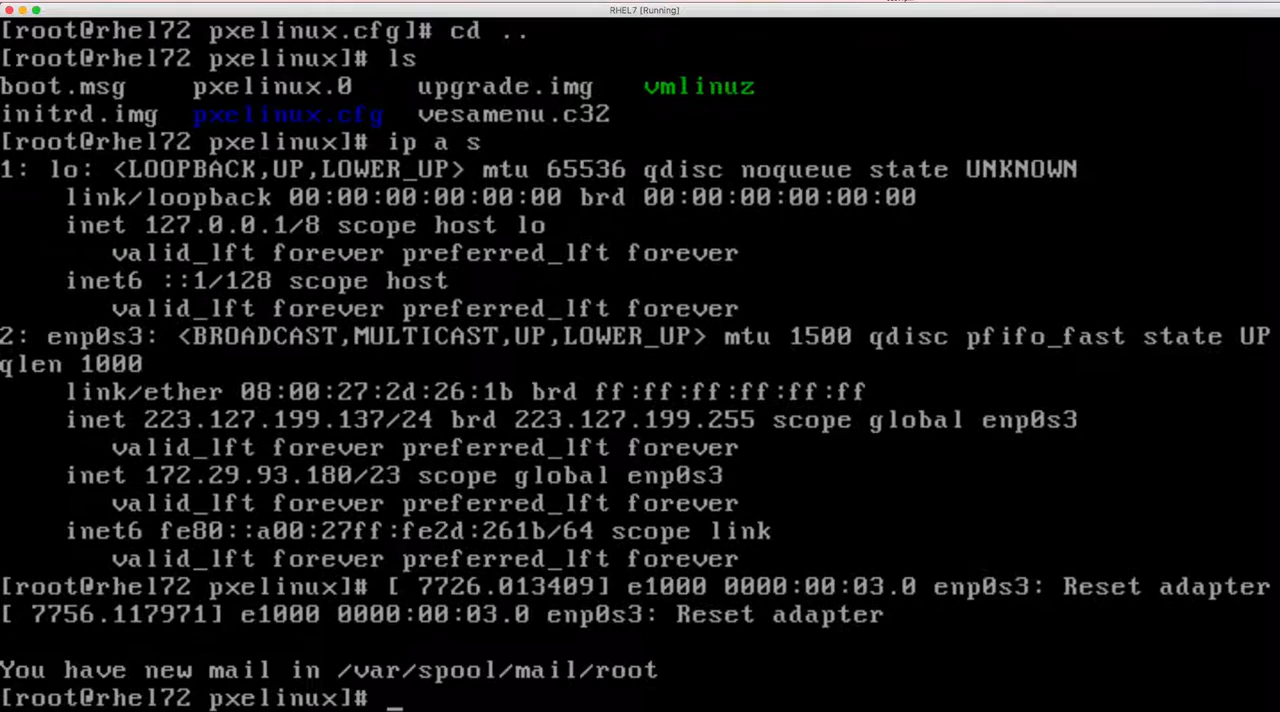 RHEL7 [Running]
[root@rhel72 pxelinux.cfg]# cd ..
[root@rhel72 pxelinux]# ls
boot.msg pxelinux.0 upgrade.img vmlinuz
initrd.img pxelinux.cfg vesamenu.c32
[root@rhel72 pxelinux]# ip a s
1: lo: <LOOPBACK,UP,LOWER_UP> mtu 65536 qdisc noqueue state UNKNOWN
link/loopback 00:00:00:00:00:00 brd 00:00:00:00:00:00
inet 127.0.0.1/8 scope host lo
valid_lft forever preferred_lft forever
inet6 ::1/128 scope host
valid_lft forever preferred_lft forever
2: enp0s3: <BROADCAST,MULTICAST,UP,LOWER_UP> mtu 1500 qdisc pfifo_fast state UP
qlen 1000
link/ether 08:00:27:2d:26:1b brd ff:ff:ff:ff:ff:ff
inet 223.127.199.137/24 brd 223.127.199.255 scope global enp0s3
valid_lft forever preferred_lft forever
inet 172.29.93.180/23 scope global enp0s3
valid_lft forever preferred_lft forever
inet6 fe80::a00:27ff:fe2d:261b/64 scope link
valid_lft forever preferred_lft forever
[root@rhel72 pxelinux]# [ 7726.013409] e1000 0000:00:03.0 enp0s3: Reset adapter
[ 7756.117971] e1000 0000:00:03.0 enp0s3: Reset adapter
You have new mail in /var/spool/mail/root
[root@rhel72 pxelinux]# _